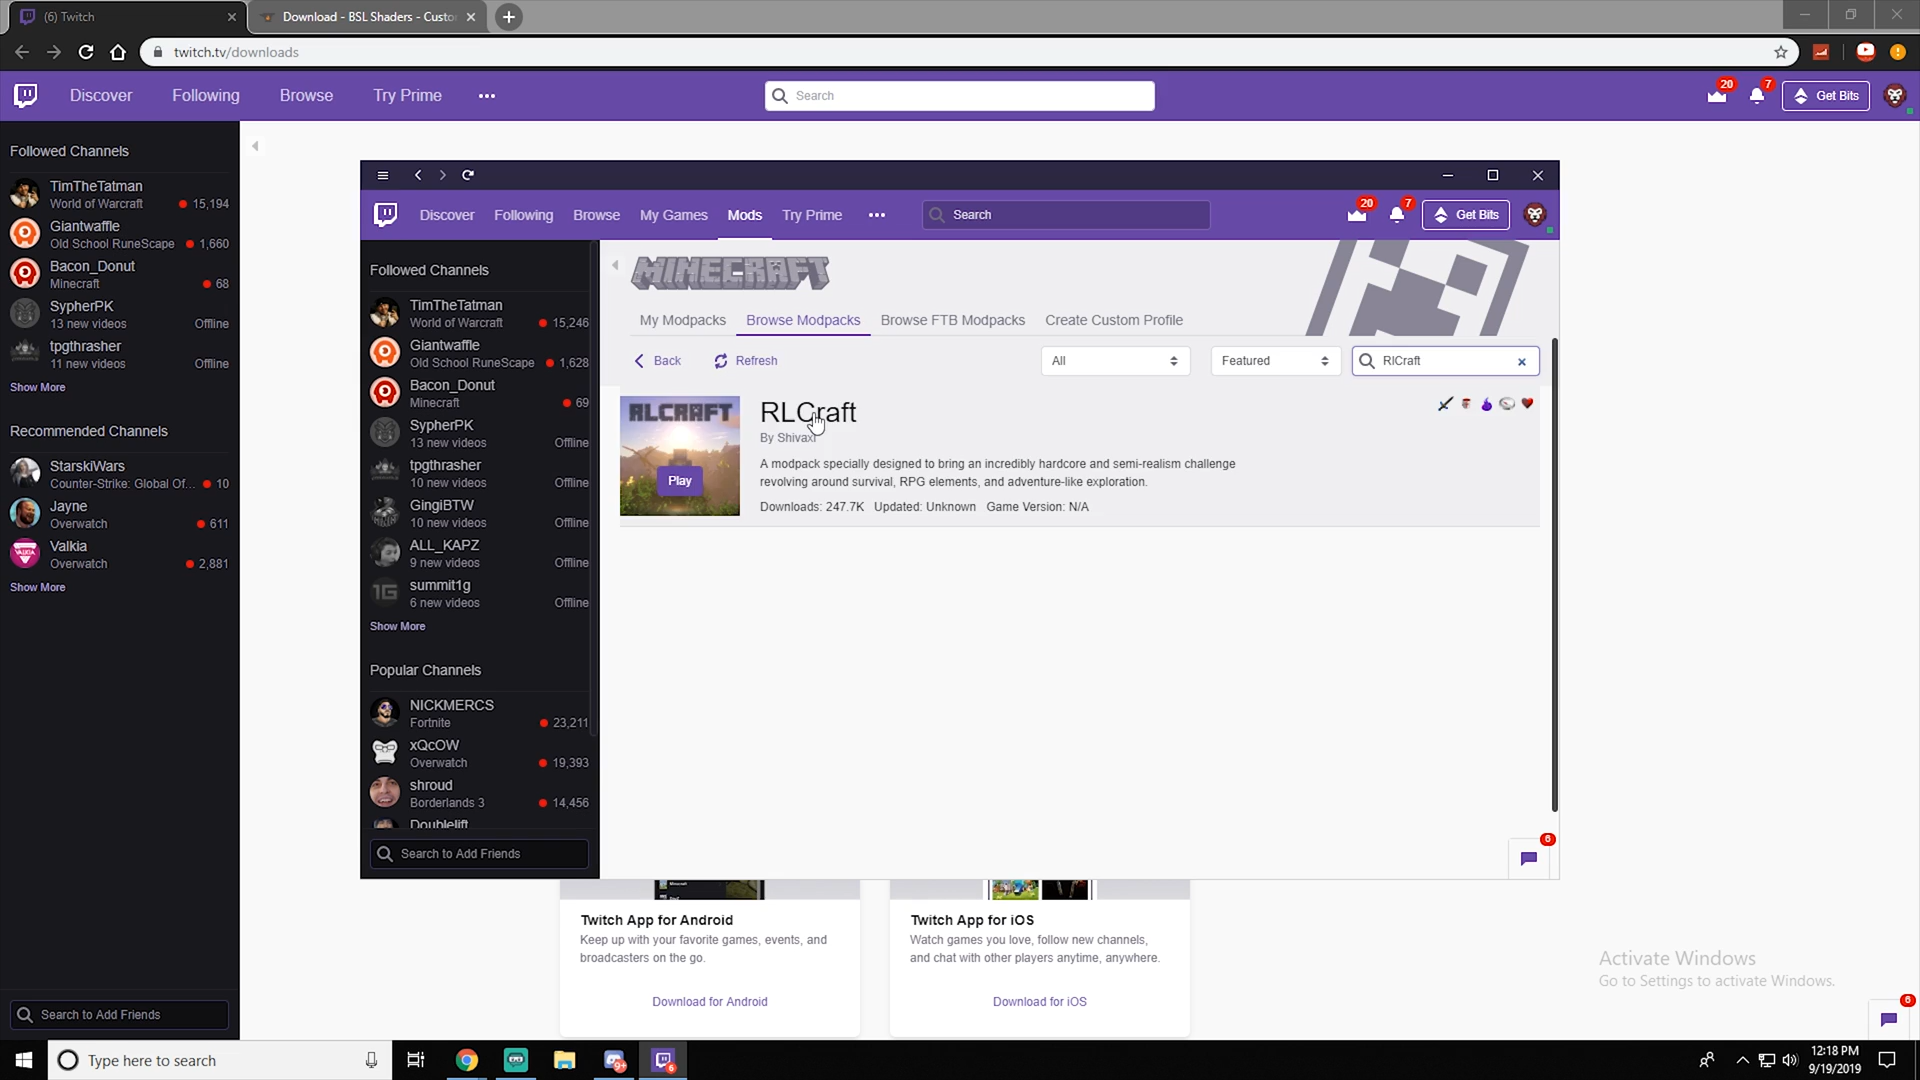 (6) Twitch
Download - BSL Shaders - Custo
twitch.tv/downloads
Discover
Following
Browse
Try Prime
Search
20
7
Get Bits
Followed Channels
TimTheTatman
World of Warcraft
15,194
Giantwaffle
Old School RuneScape
1,660
Bacon_Donut
Minecraft
68
SypherPK
13 new videos
Offline
tpgthrasher
11 new videos
Offline
Show More
Recommended Channels
StarskiWars
Counter-Strike: Global Of...
10
Jayne
Overwatch
611
Valkia
Overwatch
2,881
Show More
Search to Add Friends
Discover
Following
Browse
My Games
Mods
Try Prime
Search
20
7
Get Bits
Followed Channels
TimTheTatman
World of Warcraft
15,246
Giantwaffle
Old School RuneScape
1,628
Bacon_Donut
Minecraft
69
SypherPK
13 new videos
Offline
tpgthrasher
10 new videos
Offline
GingiBTW
10 new videos
Offline
ALL_KAPZ
9 new videos
Offline
summit1g
6 new videos
Offline
Show More
Popular Channels
NICKMERCS
Fortnite
23,211
xQcOW
Overwatch
19,393
shroud
Borderlands 3
14,456
Doublelift
Search to Add Friends
MINECRAFT
My Modpacks
Browse Modpacks
Browse FTB Modpacks
Create Custom Profile
Back
Refresh
All
Featured
RlCraft
RLCRAFT
Play
RLCraft
By Shivaxi
A modpack specially designed to bring an incredibly hardcore and semi-realism challenge
revolving around survival, RPG elements, and adventure-like exploration.
Downloads: 247.7K Updated: Unknown Game Version: N/A
6
Twitch App for Android
Keep up with your favorite games, events, and
broadcasters on the go.
Download for Android
Twitch App for iOS
Watch games you love, follow new channels,
and chat with other players anytime, anywhere.
Download for iOS
Activate Windows
Go to Settings to activate Windows.
6
Type here to search
12:18 PM
9/19/2019